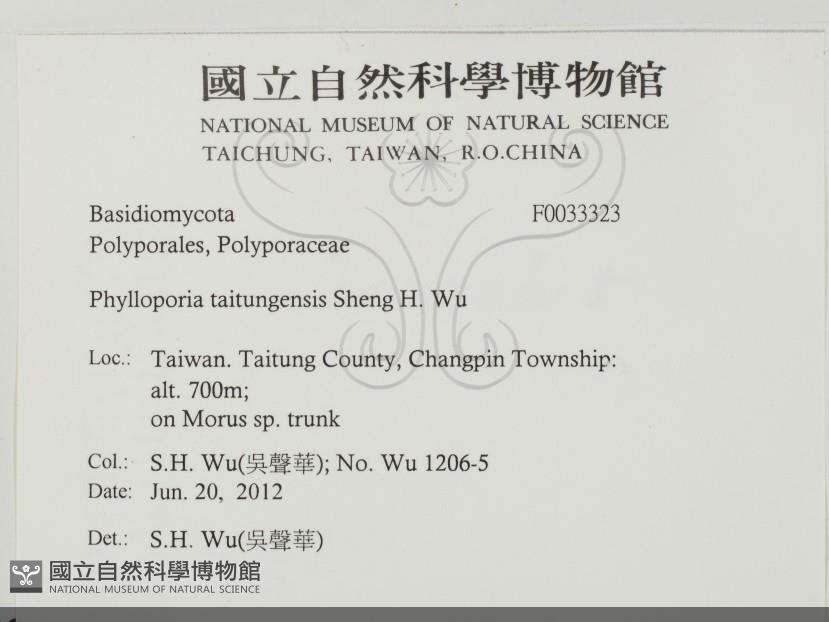 國立自然科學博物館
NATIONAL MUSEUM OF NATURAL SCIENCE
TAICHUNG, TAIWAN, R.O.CHINA
Basidiomycota F0033323
Polyporales, Polyporaceae
Phylloporia taitungensis Sheng H. Wu
Loc.: Taiwan. Taitung County, Changpin Township:
alt. 700m;
on Morus sp. trunk
Col.: S.H. Wu(吳聲華); No. Wu 1206-5
Date: Jun. 20, 2012
Det.: S.H. Wu(吳聲華)
國立自然科學博物館
NATIONAL MUSEUM OF NATURAL SCIENCE